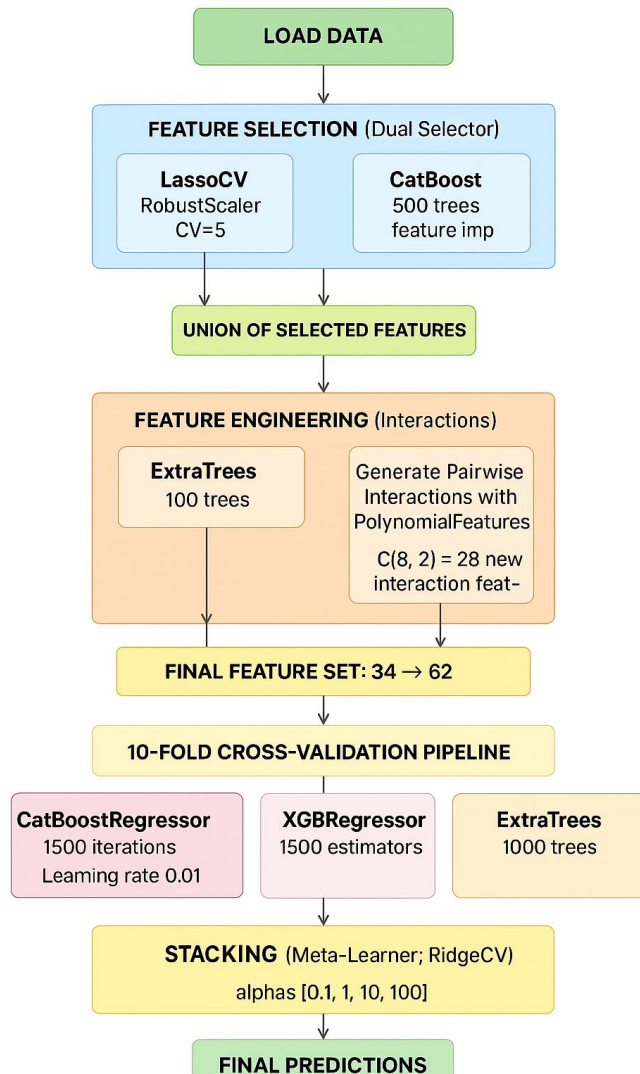 LOAD DATA
FEATURE SELECTION (Dual Selector)
LassoCV
RobustScaler
CV=5
CatBoost
500 trees
feature imp
UNION OF SELECTED FEATURES
FEATURE ENGINEERING (Interactions)
ExtraTrees
100 trees
Generate Pairwise
Interactions with
PolynomialFeatures
C(8, 2) = 28 new
interaction feat-
FINAL FEATURE SET: 34 → 62
10-FOLD CROSS-VALIDATION PIPELINE
CatBoostRegressor
1500 iterations
Leaming rate 0.01
XGBRegressor
1500 estimators
ExtraTrees
1000 trees
STACKING (Meta-Learner; RidgeCV)
alphas [0.1, 1, 10, 100]
FINAL PREDICTIONS